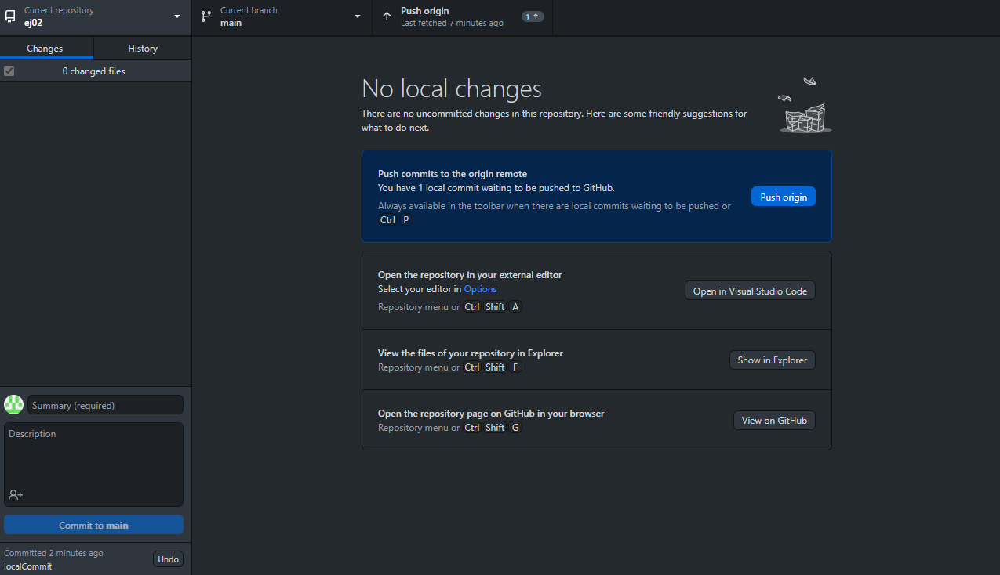 Current repository
ej02
Current branch
main
Push origin
Last fetched 7 minutes ago
1
Changes
History
0 changed files
No local changes
There are no uncommitted changes in this repository. Here are some friendly suggestions for
what to do next.
Push commits to the origin remote
You have 1 local commit waiting to be pushed to GitHub.
Always available in the toolbar when there are local commits waiting to be pushed or
Ctrl P
Push origin
Open the repository in your external editor
Select your editor in Options
Repository menu or Ctrl Shift A
Open in Visual Studio Code
View the files of your repository in Explorer
Repository menu or Ctrl Shift F
Show in Explorer
Open the repository page on GitHub in your browser
Repository menu or Ctrl Shift G
View on GitHub
Summary (required)
Description
Commit to main
Committed 2 minutes ago
localCommit
Undo